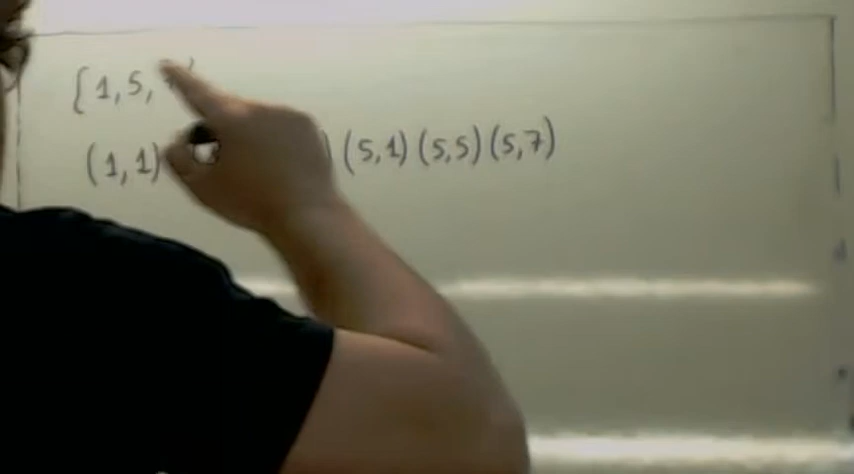 {1, 5,
(1,1) ) (5,1) (5,5) (5,7)